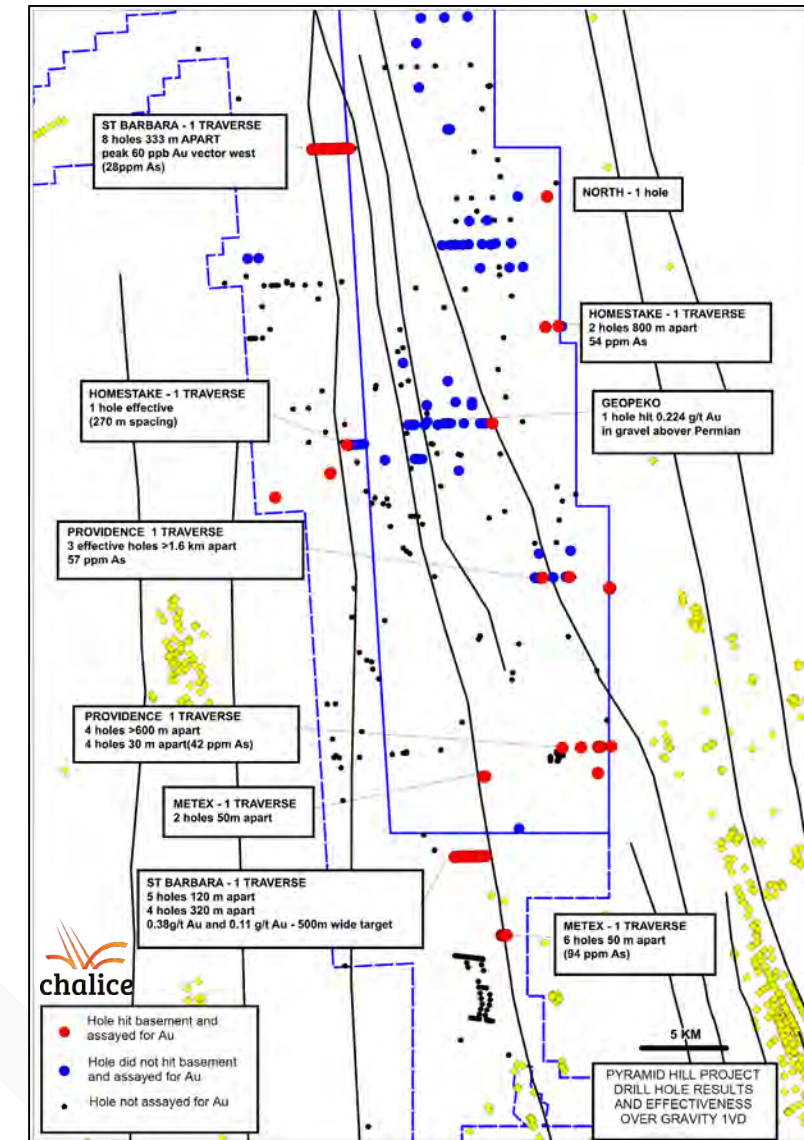 ST BARBARA - 1 TRAVERSE
8 holes 333 m APART
peak 60 ppb Au vector west
(28ppm As)
NORTH - 1 hole
HOMESTAKE - 1 TRAVERSE
2 holes 800 m apart
54 ppm As
HOMESTAKE - 1 TRAVERSE
1 hole effective
(270 m spacing)
GEOPEKO
1 hole hit 0.224 g/t Au
in gravel abover Permian
PROVIDENCE 1 TRAVERSE
3 effective holes >1.6 km apart
57 ppm As
PROVIDENCE 1 TRAVERSE
4 holes >600 m apart
4 holes 30 m apart(42 ppm As)
METEX - 1 TRAVERSE
2 holes 50m apart
ST BARBARA - 1 TRAVERSE
5 holes 120 m apart
4 holes 320 m apart
0.38g/t Au and 0.11 g/t Au - 500m wide target
METEX - 1 TRAVERSE
6 holes 50 m apart
(94 ppm As)
chalice
Hole hit basement and
assayed for Au
Hole did not hit basement
and assayed for Au
Hole not assayed for Au
5 KM
PYRAMID HILL PROJECT
DRILL HOLE RESULTS
AND EFFECTIVENESS
OVER GRAVITY 1VD